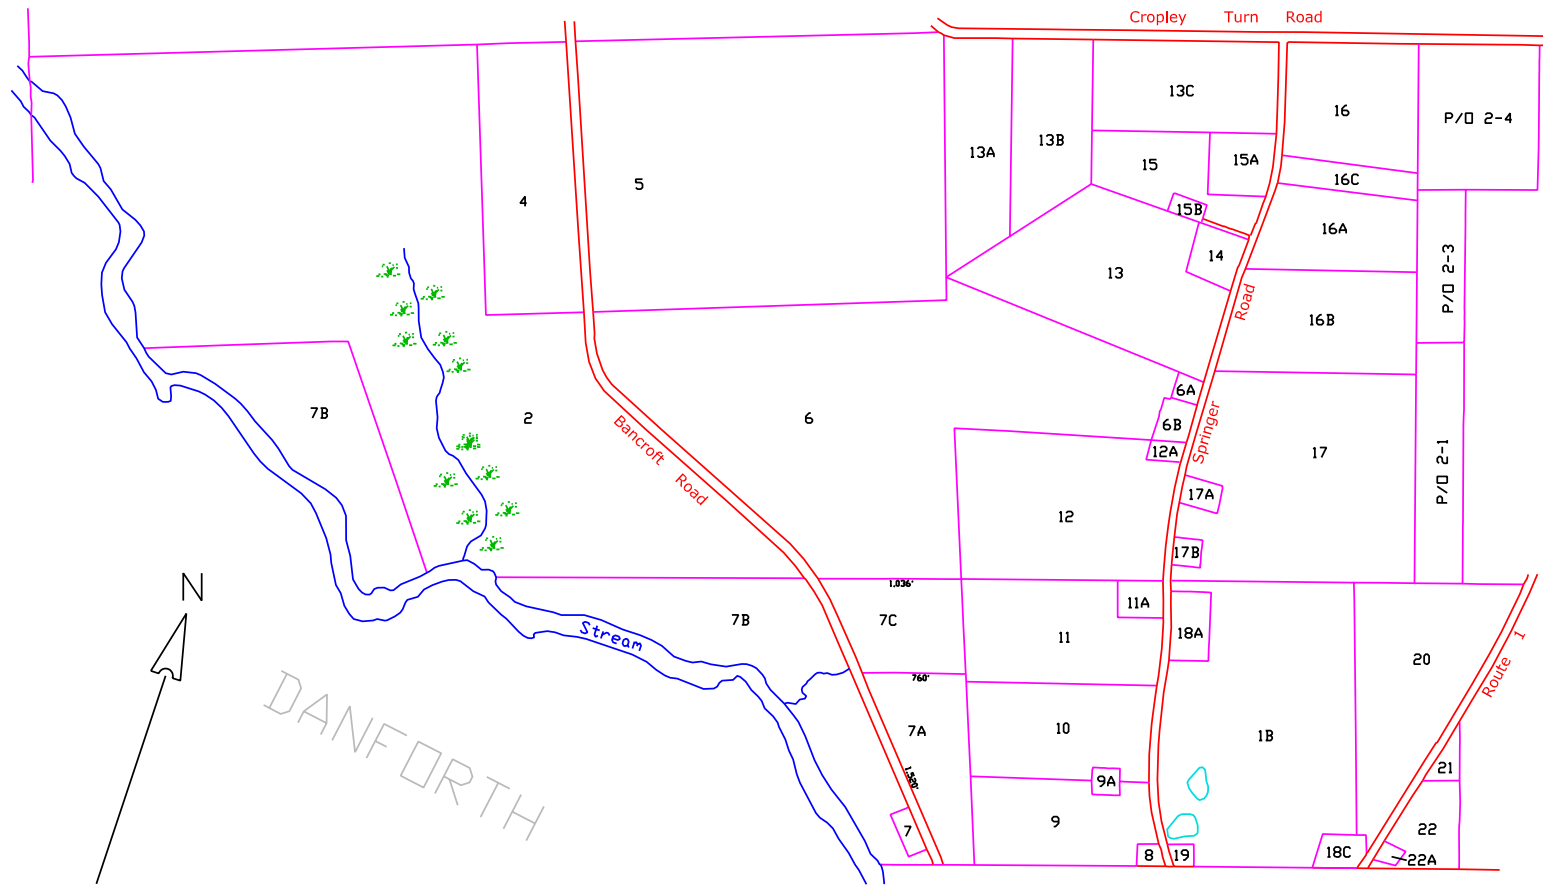 Cropley Turn Road
13C
16
P/O 2-4
13A
13B
15
15A
16C
5
4
15B
16A
14
13
P/O 2-3
Road
16B
6A
7B
2
6
6B
Bancroft Road
Springer
12A
17
P/O 2-1
17A
12
17B
N
1,036'
11A
7B
7C
Stream
11
18A
20
Route 1
760'
DANFORTH
7A
10
1B
1,520'
9A
21
7
9
22
8
19
18C
22A